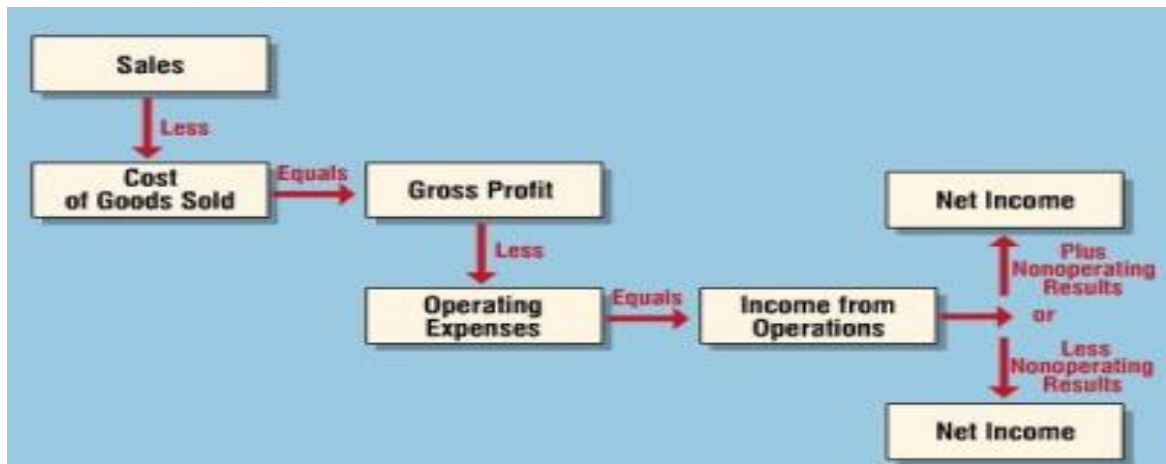 Sales
Less
Cost
of Goods Sold
Equals
Gross Profit
Less
Operating
Expenses
Equals
Income from
Operations
Net Income
Plus
Nonoperating
Results
or
Less
Nonoperating
Results
Net Income